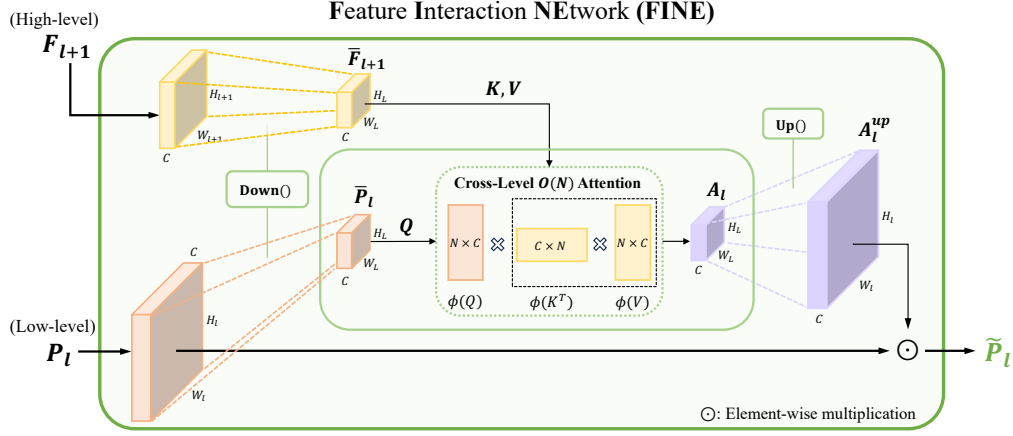 Feature Interaction NEtwork (FINE)
(High-level)
F_{l+1}
H_{l+1}
W_{l+1}
C
F̅_{l+1}
H_L
W_L
C
K, V
Down()
Up()
A_l^{up}
H_l
W_l
C
Cross-Level O(N) Attention
P̅_l
H_L
W_L
C
Q
N × C
C × N
N × C
ϕ(Q)
ϕ(K^T)
ϕ(V)
A_l
H_L
W_L
C
C
H_l
W_l
(Low-level)
P_l
⊙
P̃_l
⊙: Element-wise multiplication